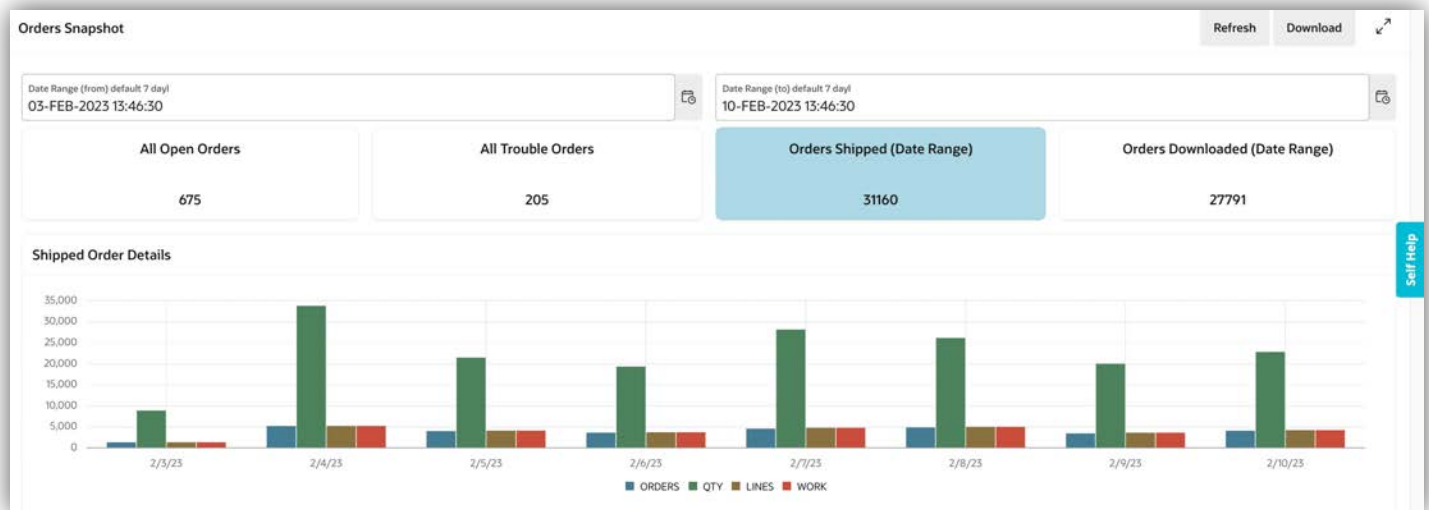 Orders Snapshot
Refresh
Download
Date Range (from) default 7 dayl
03-FEB-2023 13:46:30
Date Range (to) default 7 dayl
10-FEB-2023 13:46:30
All Open Orders
675
All Trouble Orders
205
Orders Shipped (Date Range)
31160
Orders Downloaded (Date Range)
27791
Self Help
Shipped Order Details
35,000
30,000
25,000
20,000
15,000
10,000
5,000
0
2/3/23
2/4/23
2/5/23
2/6/23
2/7/23
2/8/23
2/9/23
2/10/23
ORDERS QTY LINES WORK